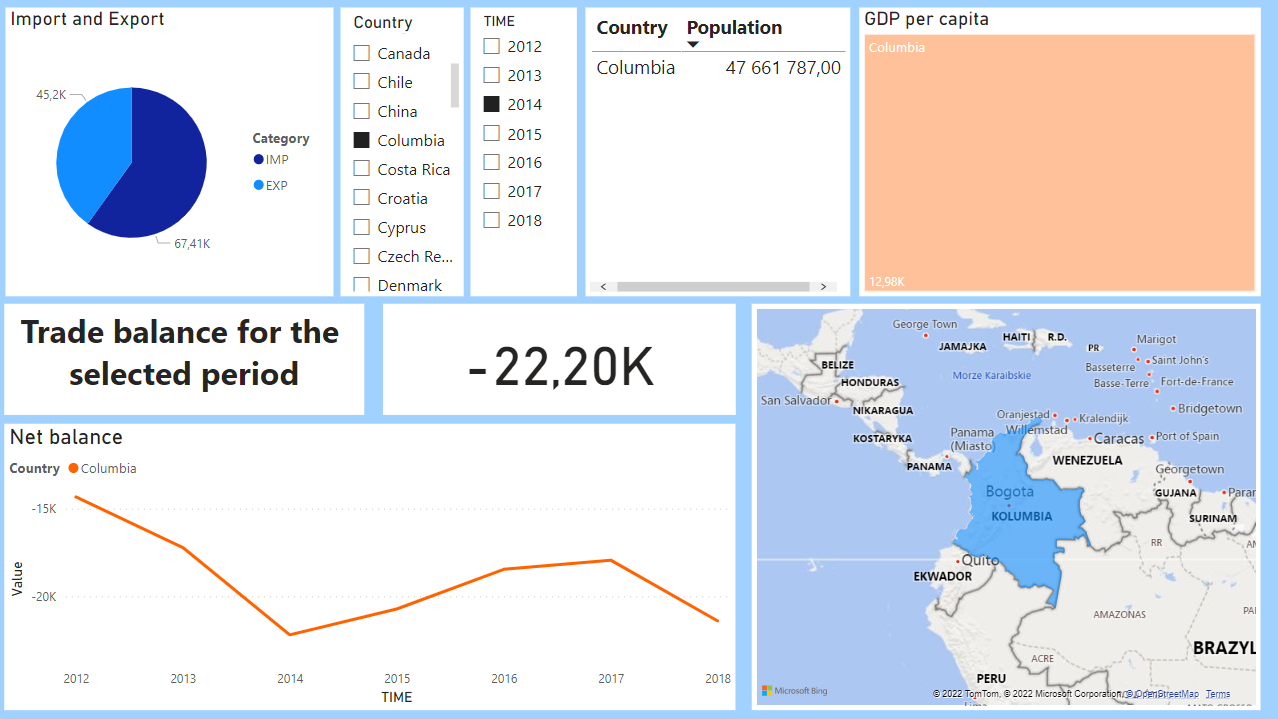 Import and Export
45,2K
67,41K
Category
IMP
EXP
Country
Canada
Chile
China
Columbia
Costa Rica
Croatia
Cyprus
Czech Re...
Denmark
TIME
2012
2013
2014
2015
2016
2017
2018
Country Population
Columbia 47 661 787,00
GDP per capita
Columbia
12,98K
Trade balance for the
selected period
-22,20K
Net balance
Country Columbia
-15K
-20K
Value
2012 2013 2014 2015 2016 2017 2018
TIME
George Town
HAITI
R.D.
JAMAJKA
PR
Marigot
BELIZE
Basseterre
Saint John's
HONDURAS
Morze Karaibskie
Basse-Terre
Fort-de-France
San Salvador
NIKARAGUA
Bridgetown
Oranjestad
Kralendijk
KOSTARYKA
Panama
(Miasto)
Willemstad
Caracas
Port of Spain
PANAMA
WENEZUELA
Georgetown
Bogota
GUJANA
Parar
KOLUMBIA
SURINAM
RR
AM
Quito
EKWADOR
AMAZONAS
PA
BRAZYL
ACRE
PERU
Lima
MATO GROSSO
Microsoft Bing
© 2022 TomTom, © 2022 Microsoft Corporation, © OpenStreetMap Terms